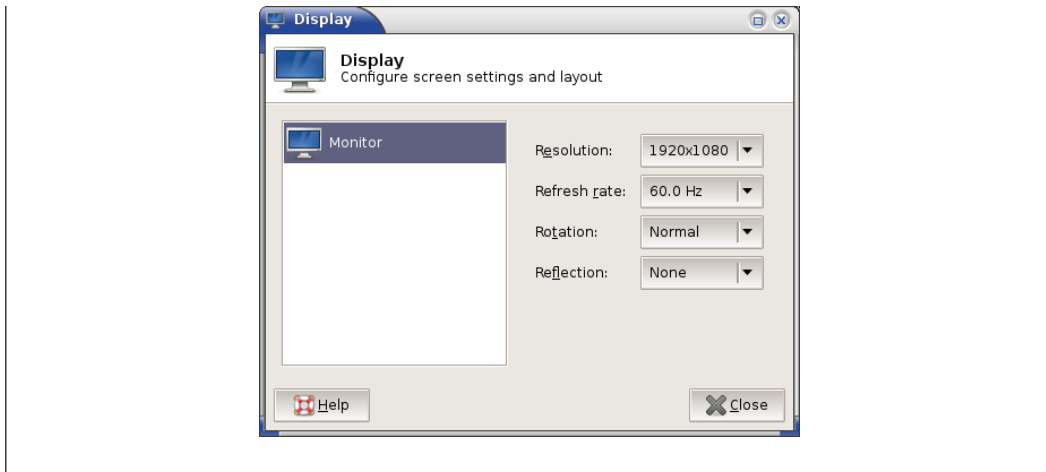 Display
Display
Configure screen settings and layout
Monitor
Resolution: 1920x1080
Refresh rate: 60.0 Hz
Rotation: Normal
Reflection: None
Help Close